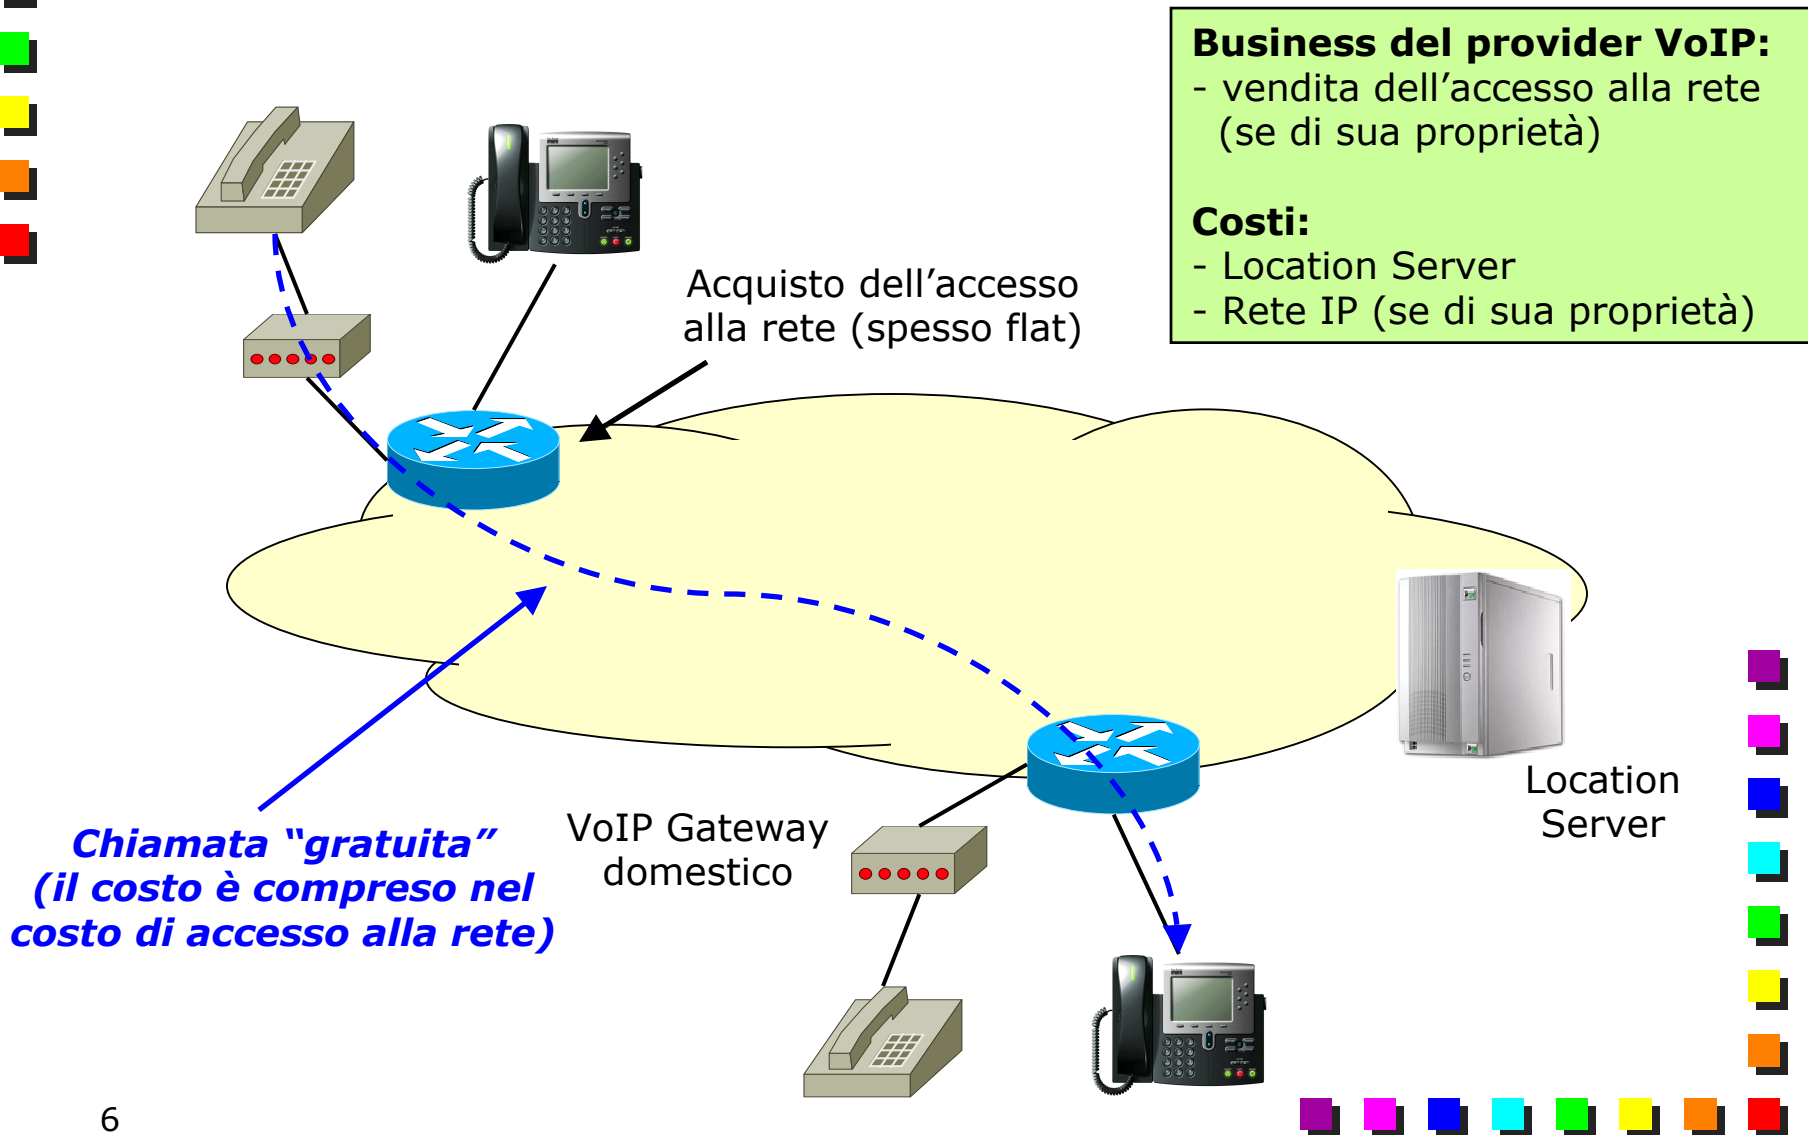 Business del provider VoIP:
- vendita dell’accesso alla rete
(se di sua proprietà)
Costi:
- Location Server
- Rete IP (se di sua proprietà)
Acquisto dell’accesso
alla rete (spesso flat)
Location
Server
VoIP Gateway
domestico
Chiamata “gratuita”
(il costo è compreso nel
costo di accesso alla rete)
6